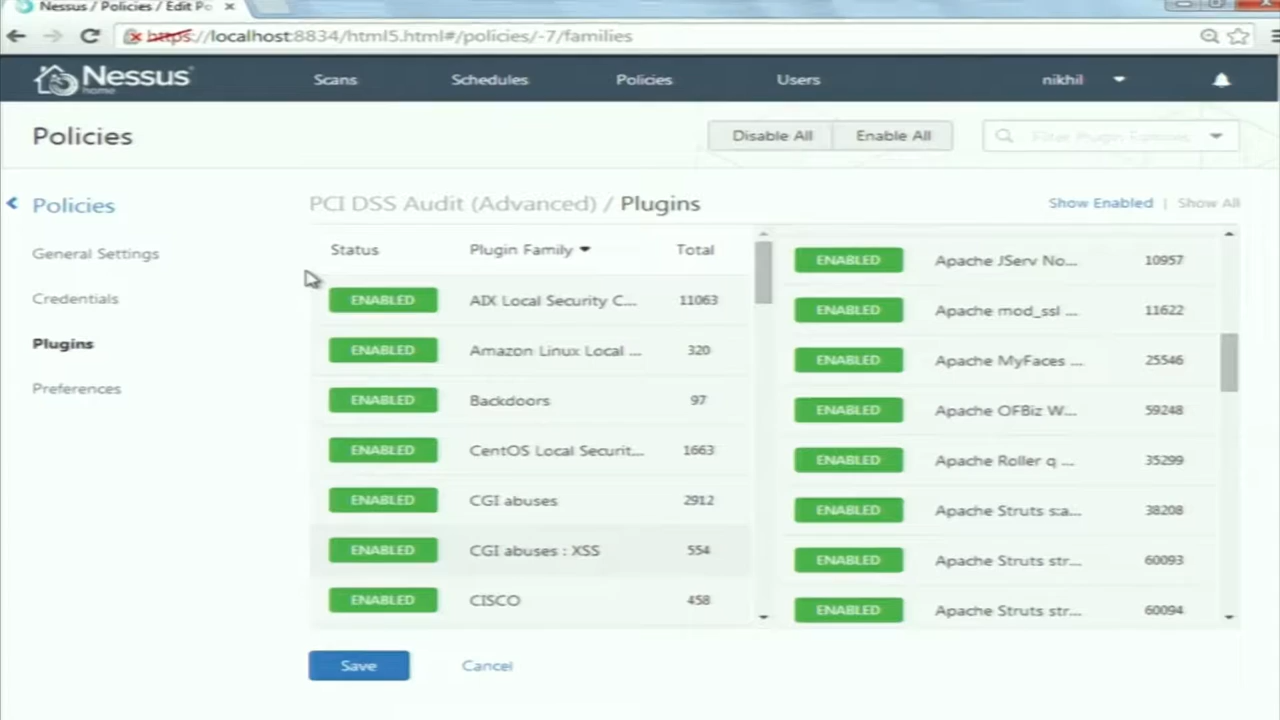 Nessus / Policies / Edit Po
https://localhost:8834/html5.html#/policies/-7/families
Nessus home
Scans Schedules Policies Users nikhil
Policies Disable All Enable All Filter Plugin Families
Policies PCI DSS Audit (Advanced) / Plugins Show Enabled | Show All
General Settings
Credentials
Plugins
Preferences
Status Plugin Family Total
ENABLED AIX Local Security C... 11063
ENABLED Amazon Linux Local ... 320
ENABLED Backdoors 97
ENABLED CentOS Local Securit... 1663
ENABLED CGI abuses 2912
ENABLED CGI abuses : XSS 554
ENABLED CISCO 458
ENABLED Apache JServ No... 10957
ENABLED Apache mod_ssl ... 11622
ENABLED Apache MyFaces ... 25546
ENABLED Apache OFBiz W... 59248
ENABLED Apache Roller q ... 35299
ENABLED Apache Struts s:a... 38208
ENABLED Apache Struts str... 60093
ENABLED Apache Struts str... 60094
Save Cancel